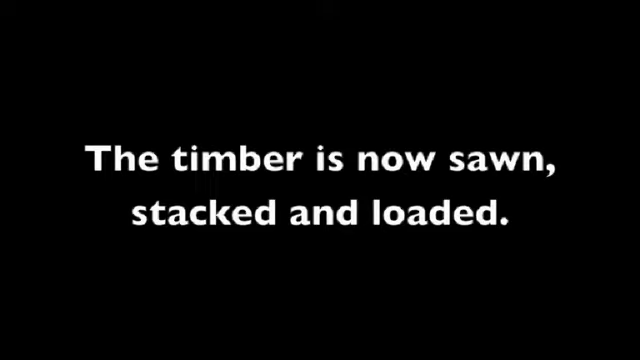 The timber is now sawn,
stacked and loaded.